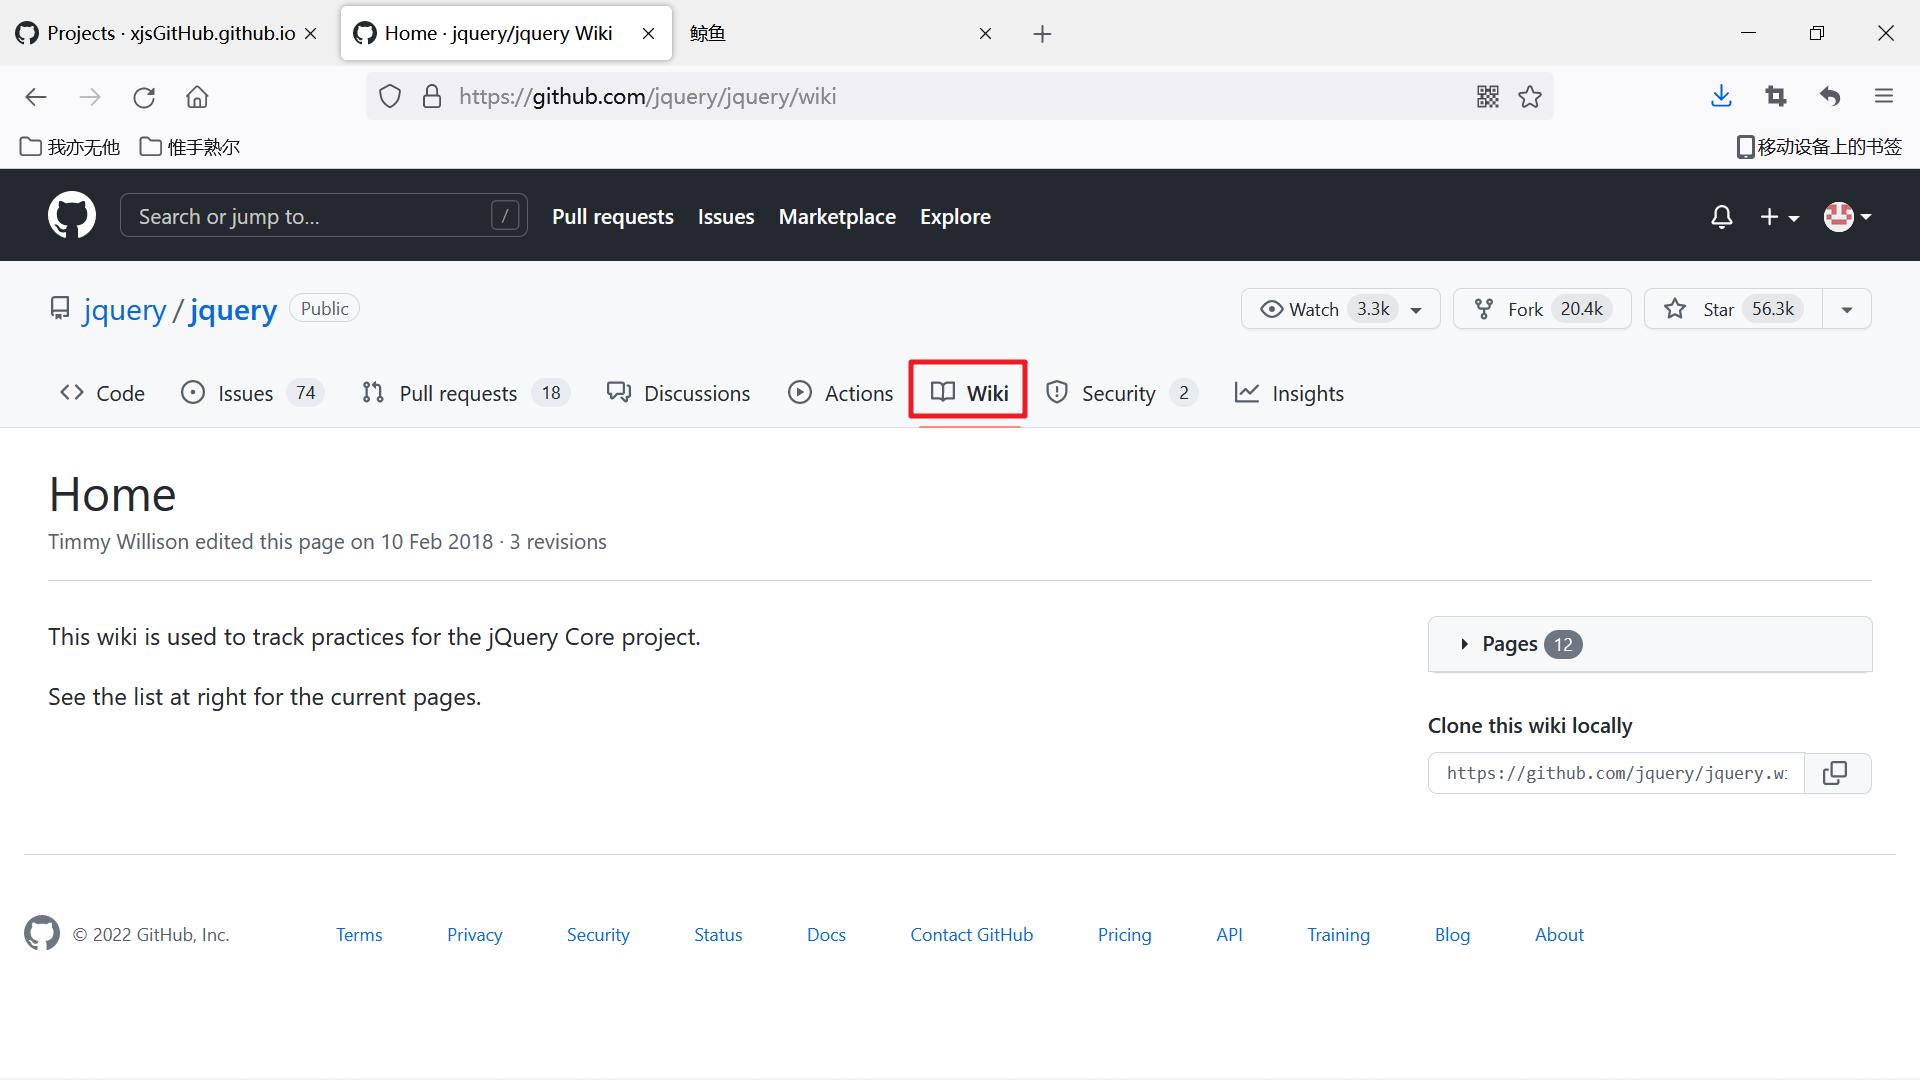 Projects · xjsGitHub.github.io
Home · jquery/jquery Wiki
鲸鱼
https://github.com/jquery/jquery/wiki
我亦无他
惟手熟尔
移动设备上的书签
Search or jump to...
/
Pull requests
Issues
Marketplace
Explore
jquery / jquery
Public
Watch 3.3k
Fork 20.4k
Star 56.3k
Code
Issues 74
Pull requests 18
Discussions
Actions
Wiki
Security 2
Insights
Home
Timmy Willison edited this page on 10 Feb 2018 · 3 revisions
This wiki is used to track practices for the jQuery Core project.
See the list at right for the current pages.
Pages 12
Clone this wiki locally
https://github.com/jquery/jquery.w
© 2022 GitHub, Inc.
Terms
Privacy
Security
Status
Docs
Contact GitHub
Pricing
API
Training
Blog
About